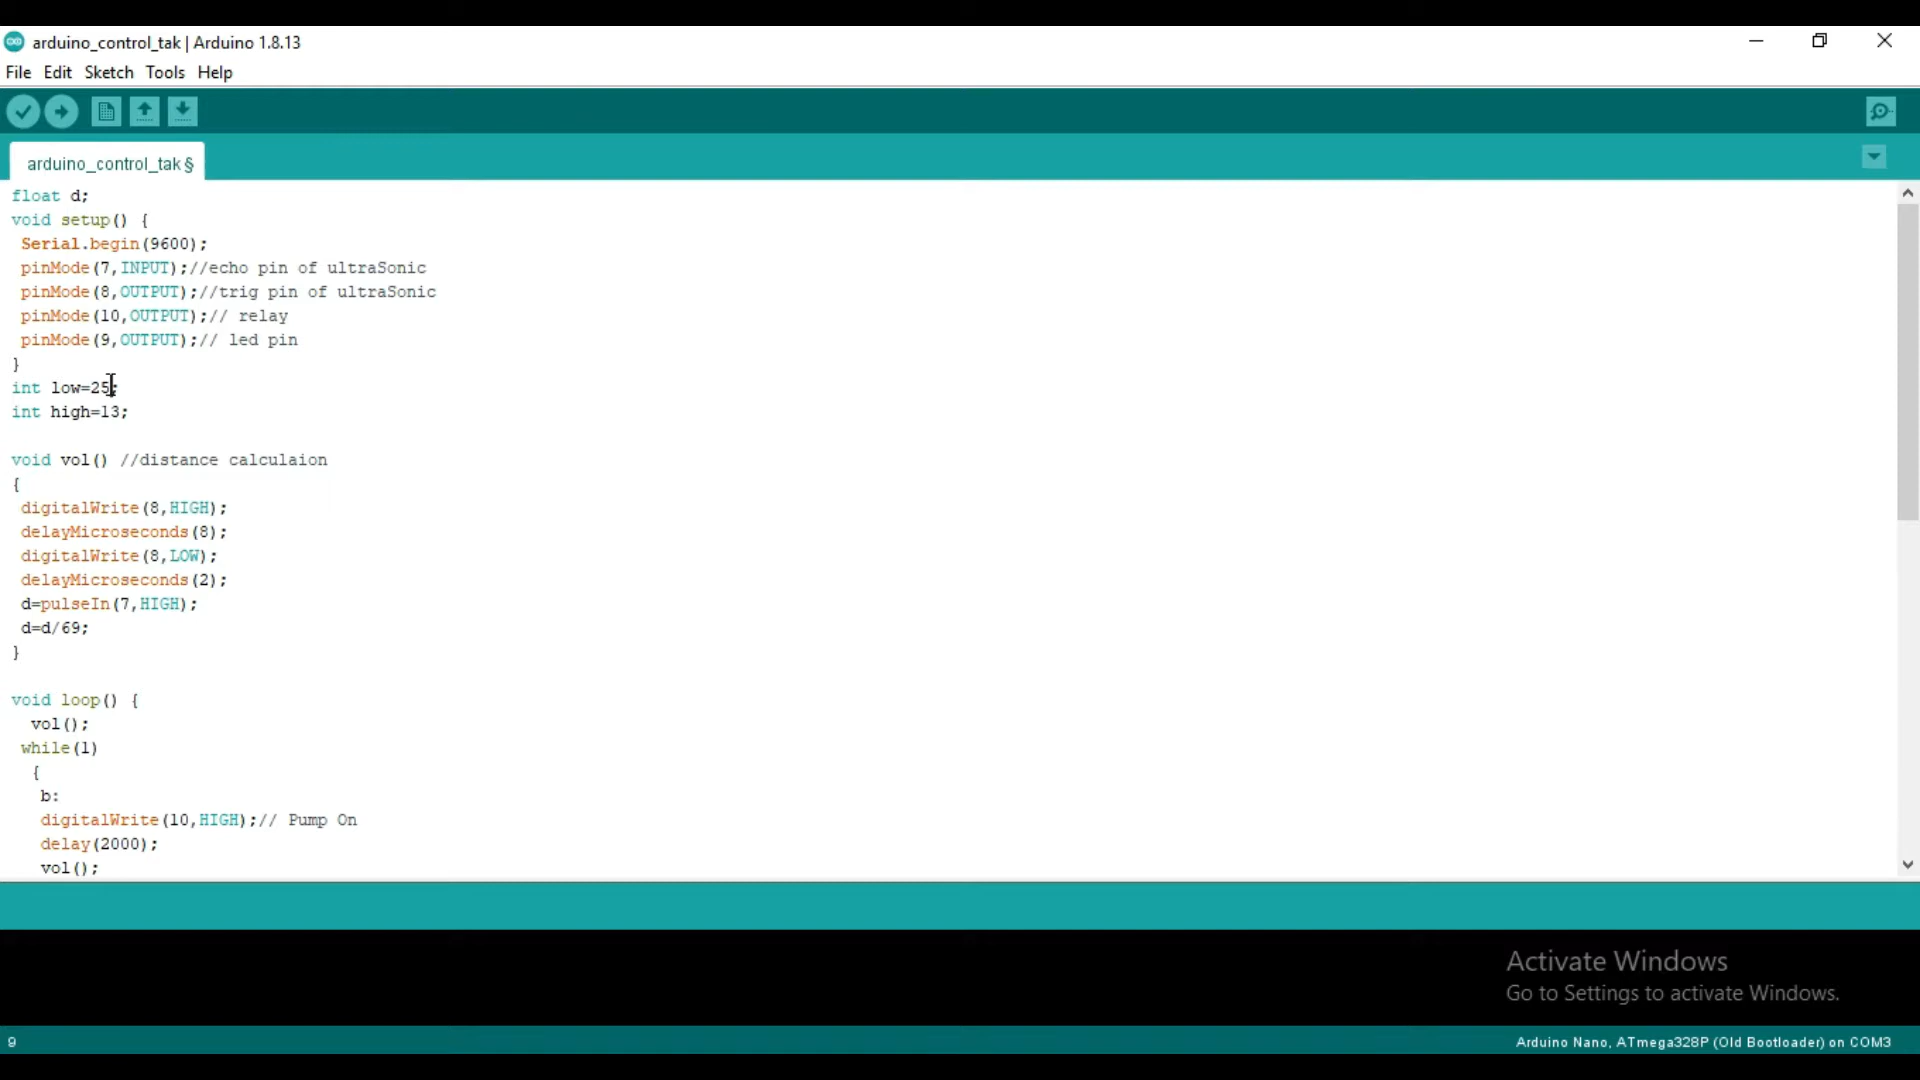 arduino_control_tak | Arduino 1.8.13
File Edit Sketch Tools Help
arduino_control_tak §
float d;
void setup() {
 Serial.begin(9600);
 pinMode(7,INPUT);//echo pin of ultraSonic
 pinMode(8,OUTPUT);//trig pin of ultraSonic
 pinMode(10,OUTPUT);// relay
 pinMode(9,OUTPUT);// led pin
}
int low=25;
int high=13;
void vol() //distance calculaion
{
 digitalWrite(8,HIGH);
 delayMicroseconds(8);
 digitalWrite(8,LOW);
 delayMicroseconds(2);
 d=pulseIn(7,HIGH);
 d=d/69;
}
void loop() {
  vol();
 while(1)
  {
   b:
   digitalWrite(10,HIGH);// Pump On
   delay(2000);
   vol();
Activate Windows
Go to Settings to activate Windows.
9
Arduino Nano, ATmega328P (Old Bootloader) on COM3